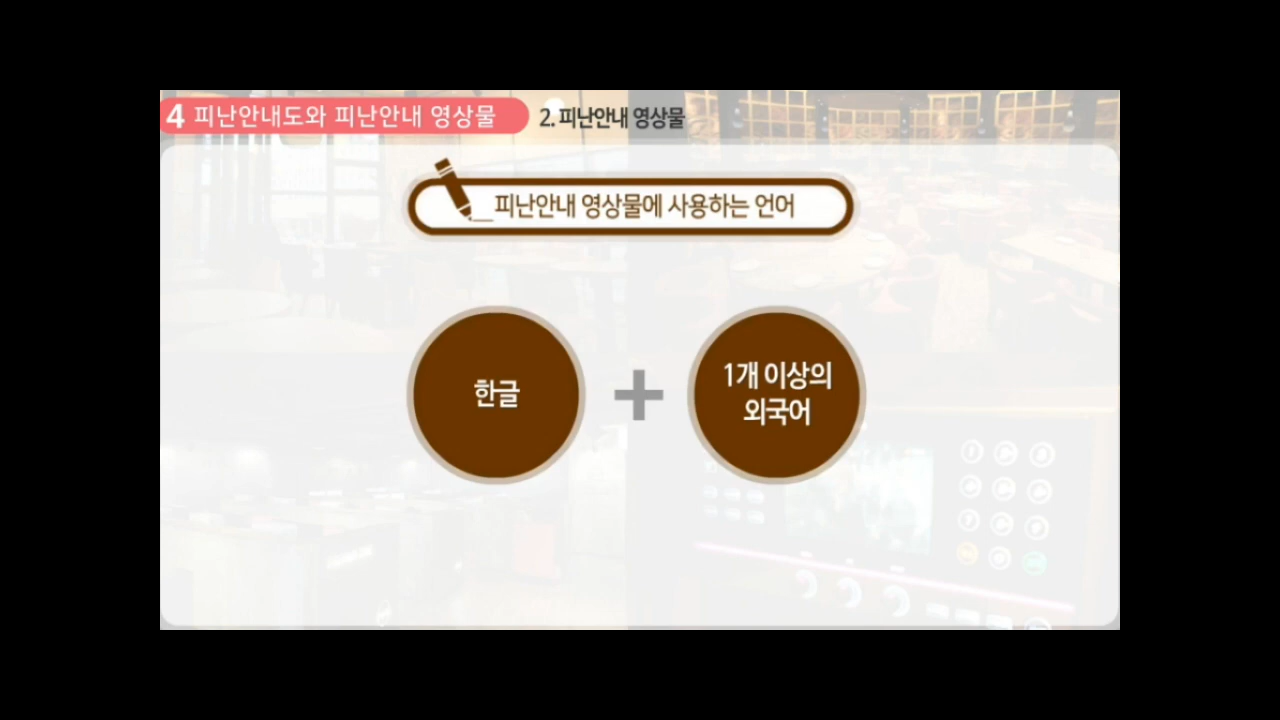 4 피난안내도와 피난안내 영상물
2. 피난안내 영상물
피난안내 영상물에 사용하는 언어
한글
+
1개 이상의
외국어